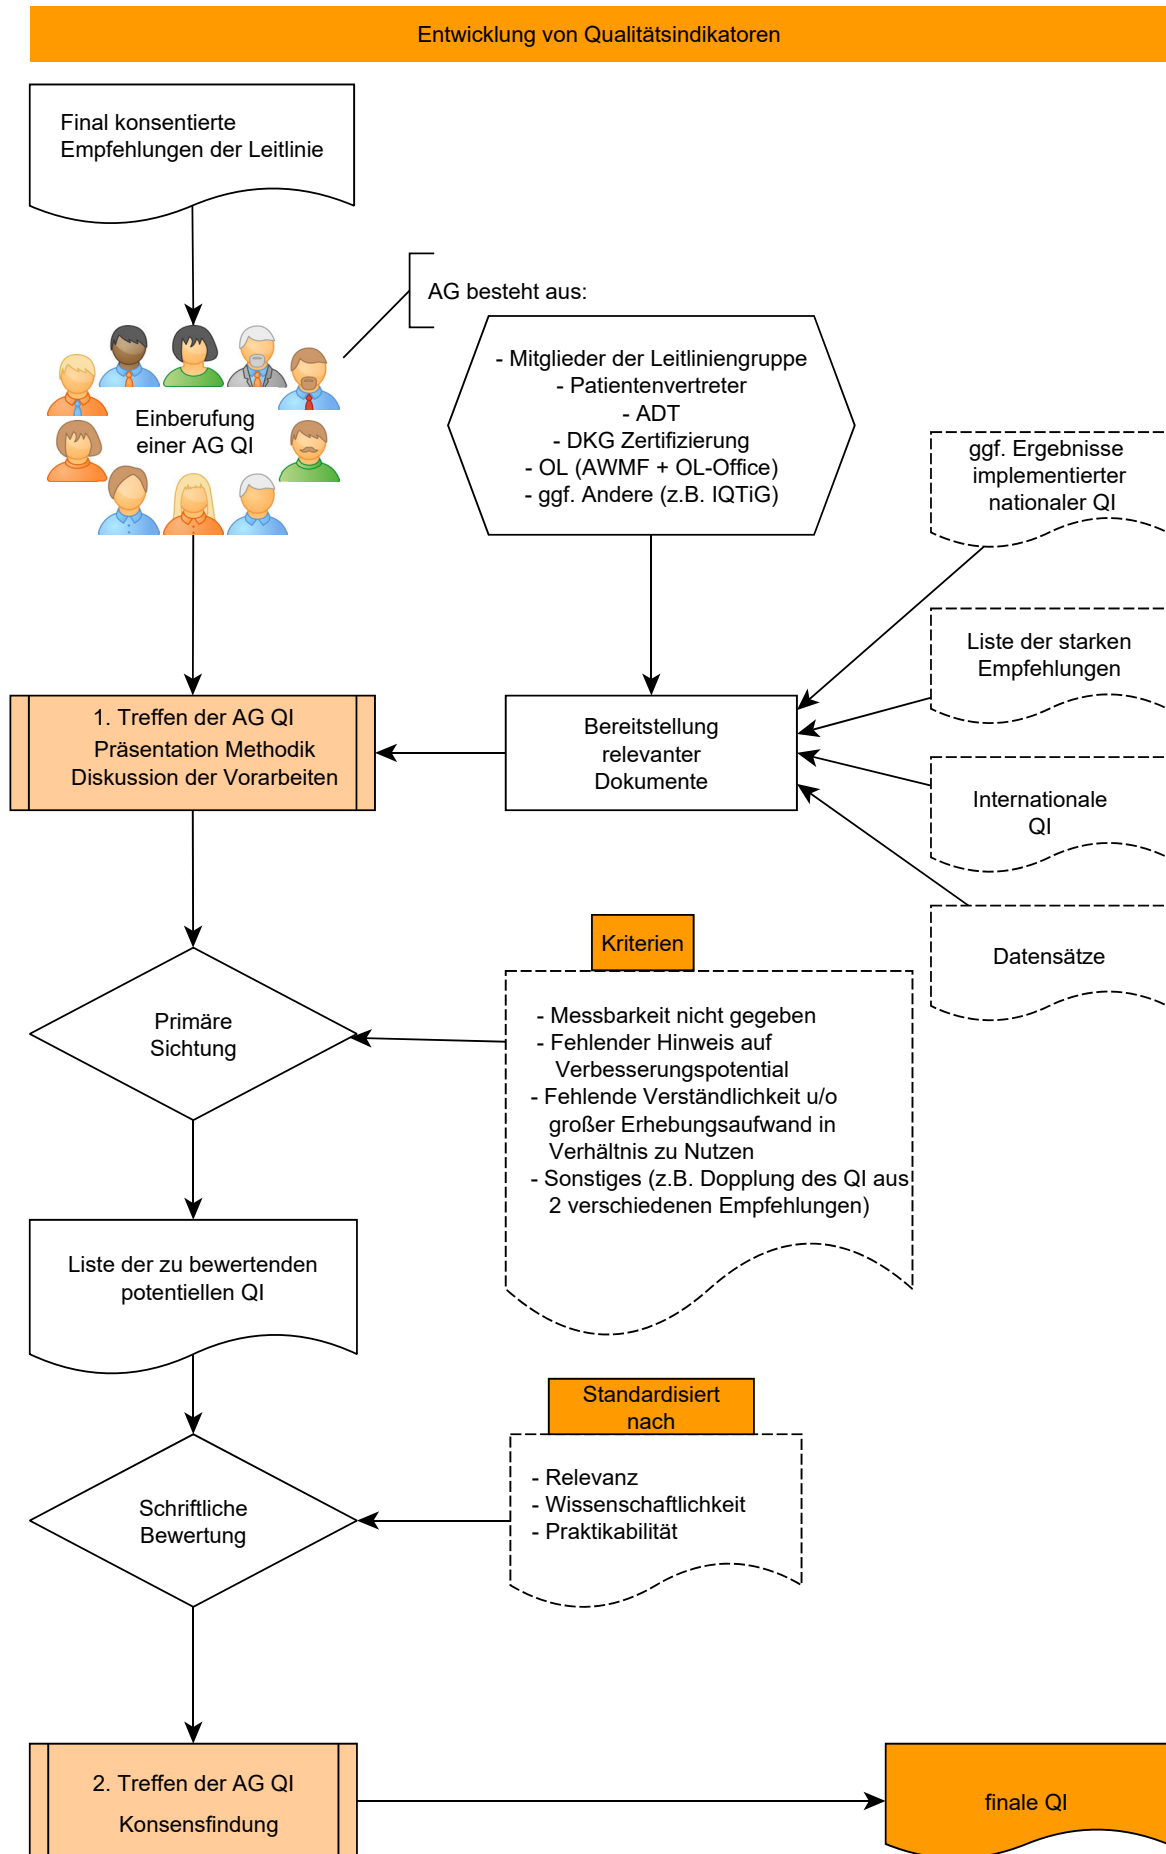 Entwicklung von Qualitätsindikatoren
Final konsentierte
Empfehlungen der Leitlinie
AG besteht aus:
- Mitglieder der Leitliniengruppe
- Patientenvertreter
- ADT
- DKG Zertifizierung
- OL (AWMF + OL-Office)
- ggf. Andere (z.B. IQTiG)
Einberufung
einer AG QI
ggf. Ergebnisse
implementierter
nationaler QI
Liste der starken
Empfehlungen
1. Treffen der AG QI
Präsentation Methodik
Diskussion der Vorarbeiten
Bereitstellung
relevanter
Dokumente
Internationale
QI
Datensätze
Kriterien
- Messbarkeit nicht gegeben
- Fehlender Hinweis auf
Verbesserungspotential
- Fehlende Verständlichkeit u/o
großer Erhebungsaufwand in
Verhältnis zu Nutzen
- Sonstiges (z.B. Dopplung des QI aus
2 verschiedenen Empfehlungen)
Primäre
Sichtung
Liste der zu bewertenden
potentiellen QI
Standardisiert
nach
- Relevanz
- Wissenschaftlichkeit
- Praktikabilität
Schriftliche
Bewertung
2. Treffen der AG QI
Konsensfindung
finale QI